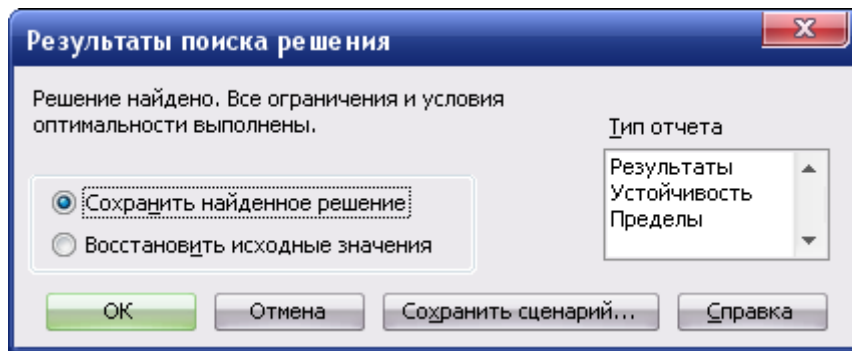 Результаты поиска решения
Решение найдено. Все ограничения и условия
оптимальности выполнены.
Тип отчета
Результаты
Устойчивость
Пределы
Сохранить найденное решение
Восстановить исходные значения
ОК
Отмена
Сохранить сценарий...
Справка